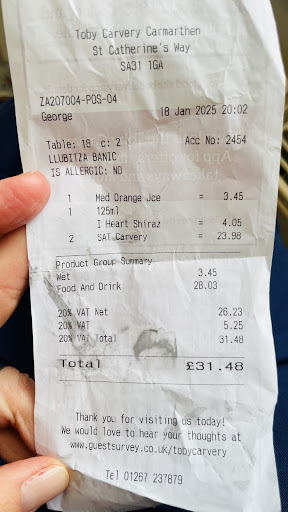 Toby Carvery Carmarthen
St Catherine's Way
SA31 1GA
ZA207004-POS-04
George 18 Jan 2025 20:02
Table: 18 c: 2 Acc No: 2454
LLUBITZA BANIC
IS ALLERGIC: NO
1 Med Orange Jce = 3.45
1 125ml
I Heart Shiraz = 4.05
2 SAT Carvery = 23.98
Product Group Summary
Wet 3.45
Food And Drink 28.03
20% VAT Net 26.23
20% VAT 5.25
20% VAT Total 31.48
Total £31.48
Thank you for visiting us today!
We would love to hear your thoughts at
www.guestsurvey.co.uk/tobycarvery
Tel 01267 237879